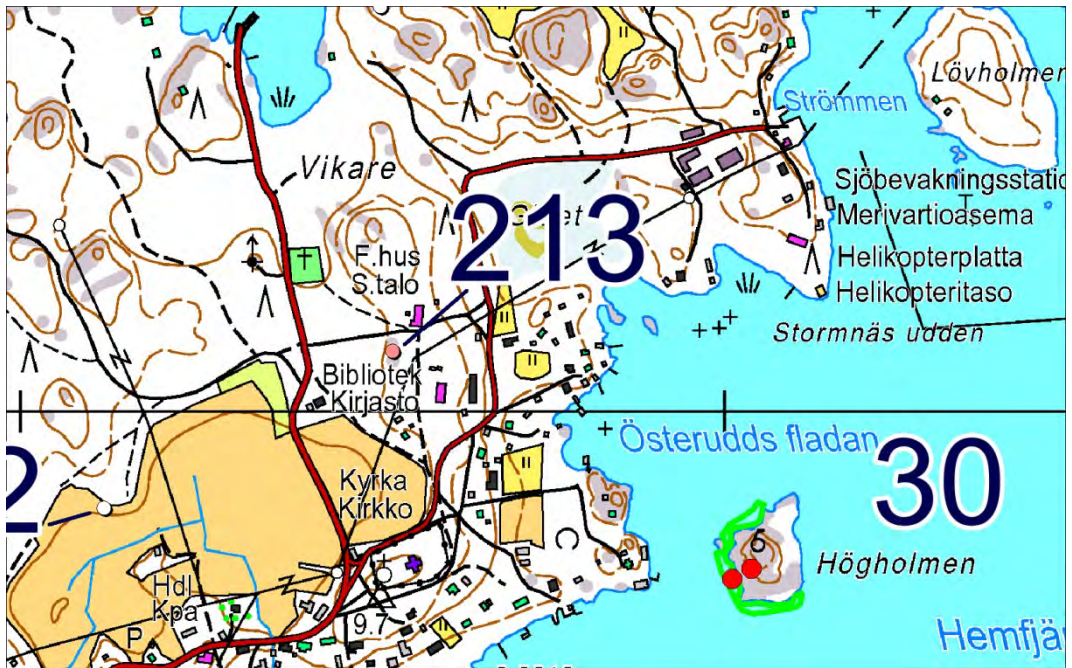 Lövholmen
Strömmen
Vikare
Sjöbevakningsstatio
Merivartioasema
213
F.hus
S.talo
Helikopterplatta
Helikopteritaso
Stormnäs udden
Bibliotek
Kirjasto
Österudds fladan
2
30
Kyrka
Kirkko
6
Högholmen
Hdl
Kpa
9.7
P
Hemfjär